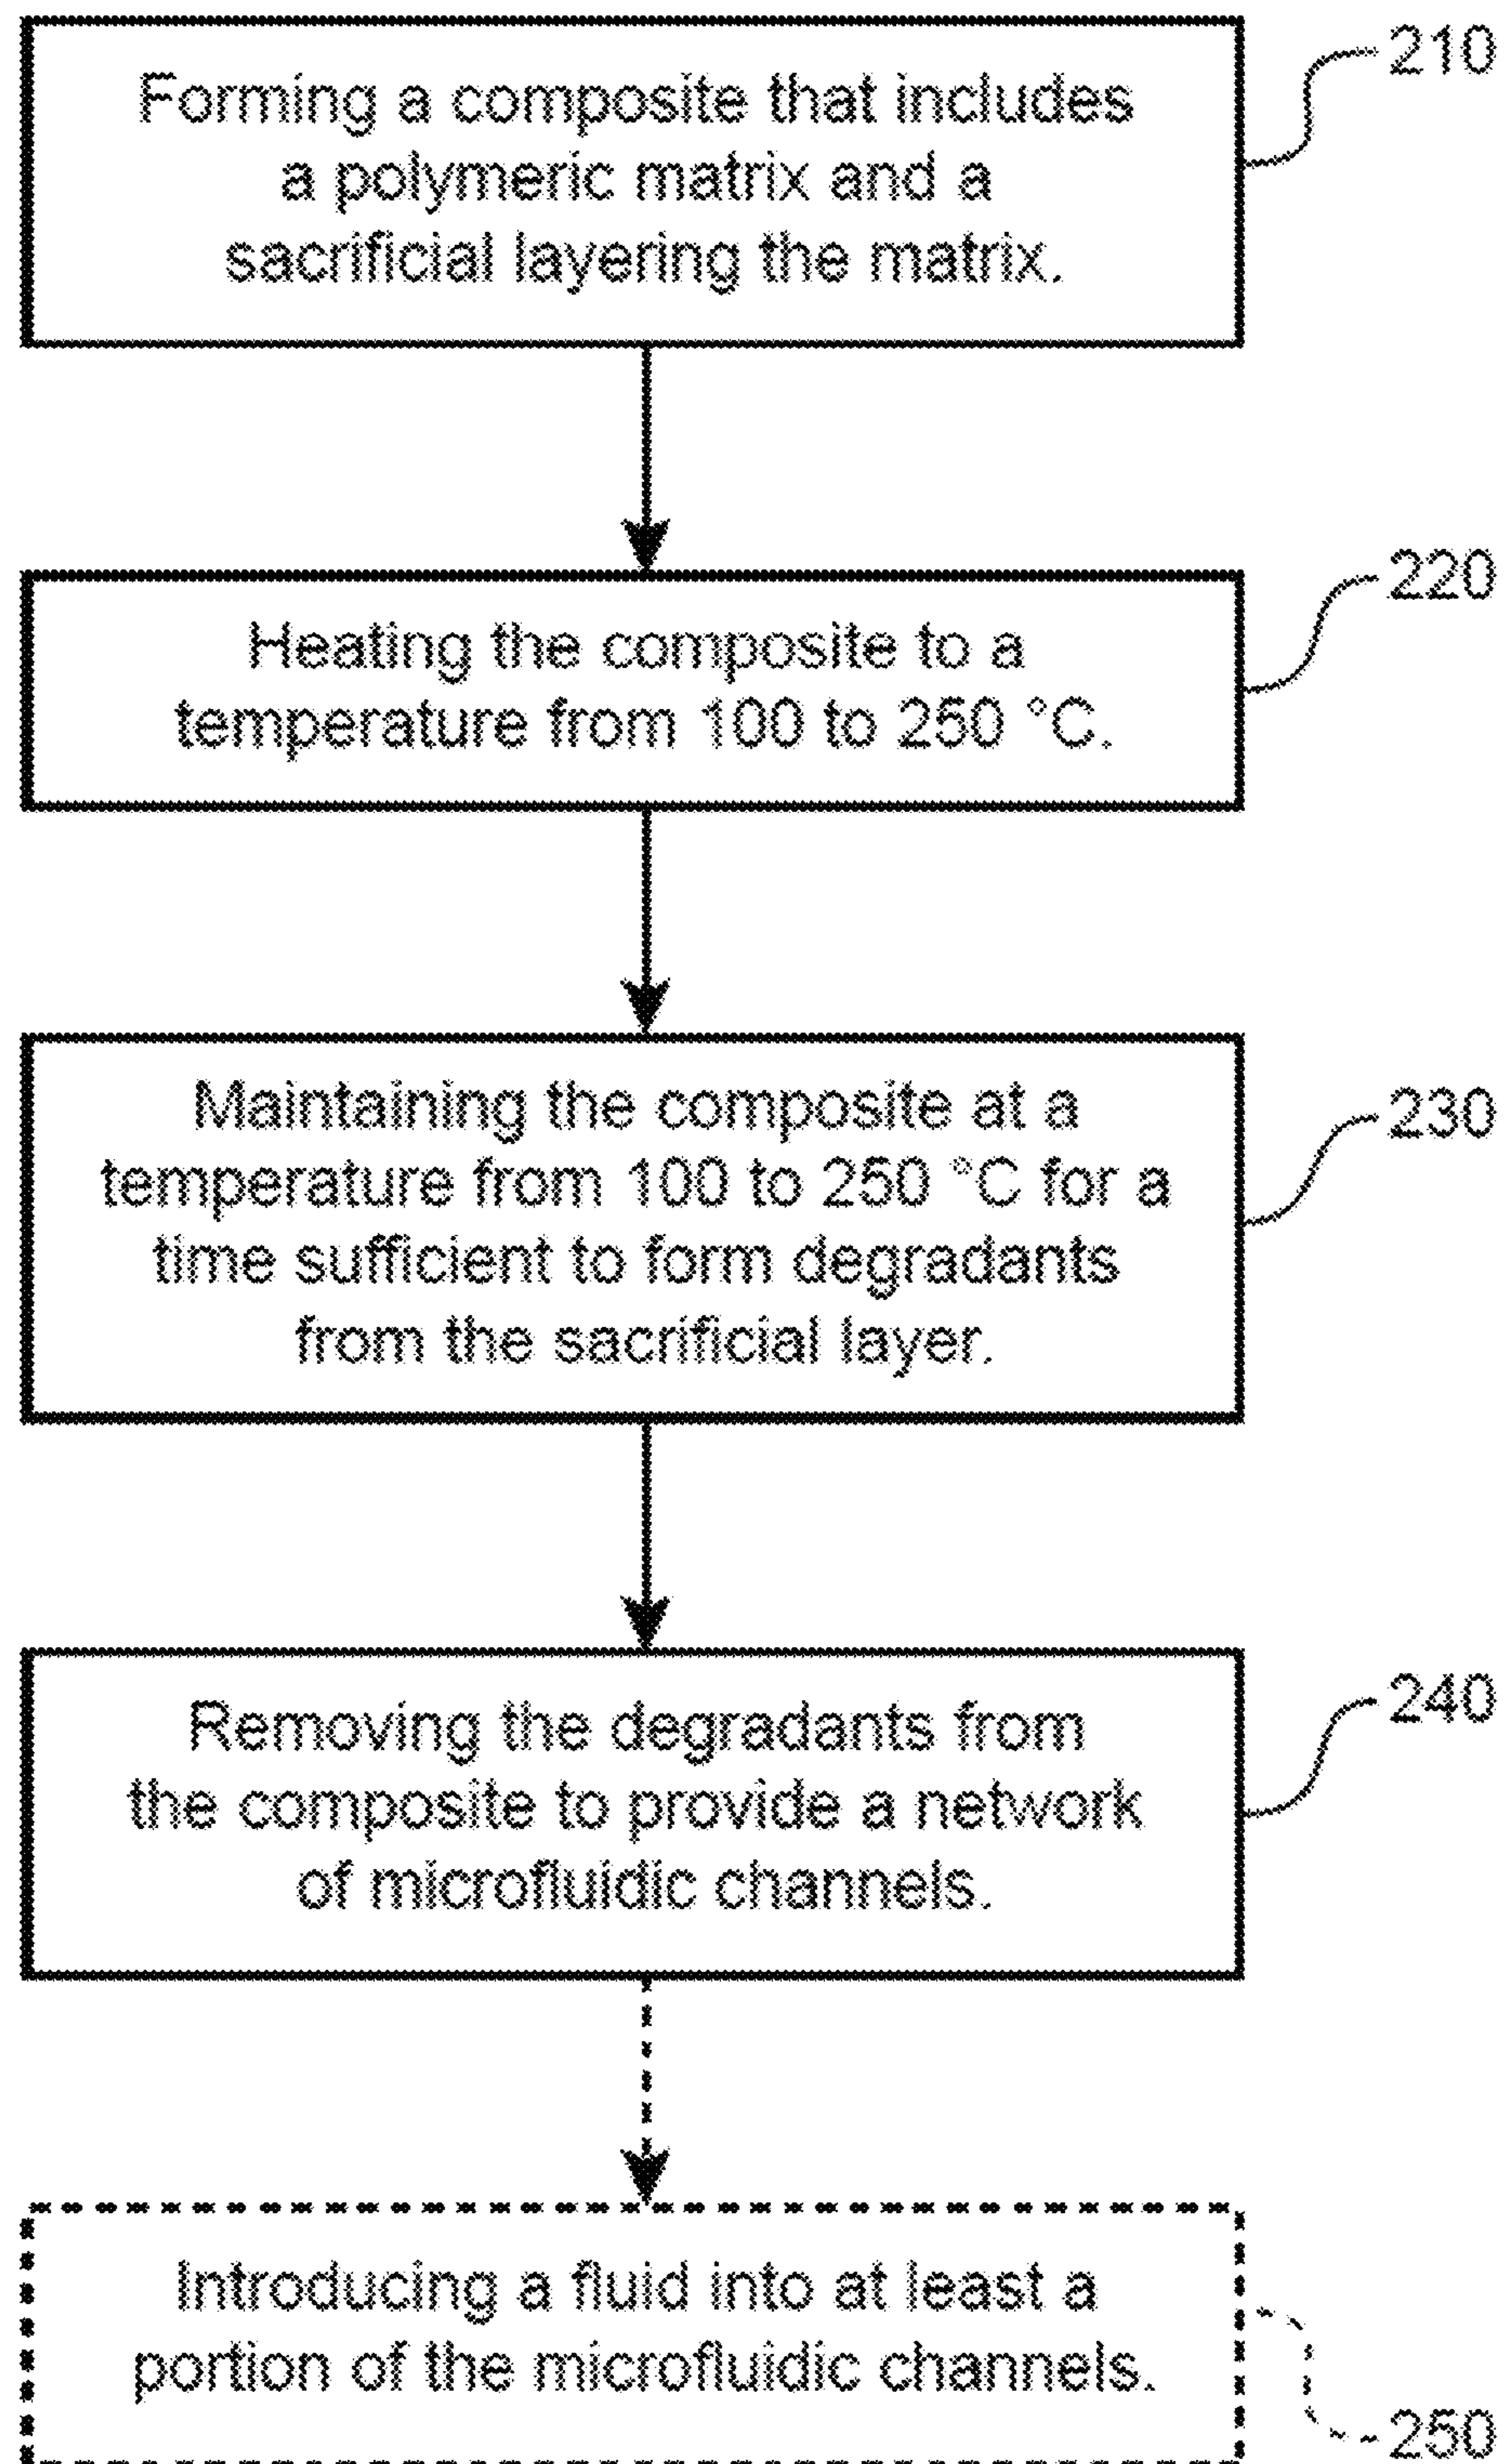 210
Forming a composite that includes
a polymeric matrix and a
sacrificial layering the matrix.
220
Heating the composite to a
temperature from 100 to 250 °C.
230
Maintaining the composite at a
temperature from 100 to 250 °C for a
time sufficient to form degradants
from the sacrificial layer.
240
Removing the degradants from
the composite to provide a network
of microfluidic channels.
Introducing a fluid into at least a
portion of the microfluidic channels.
250